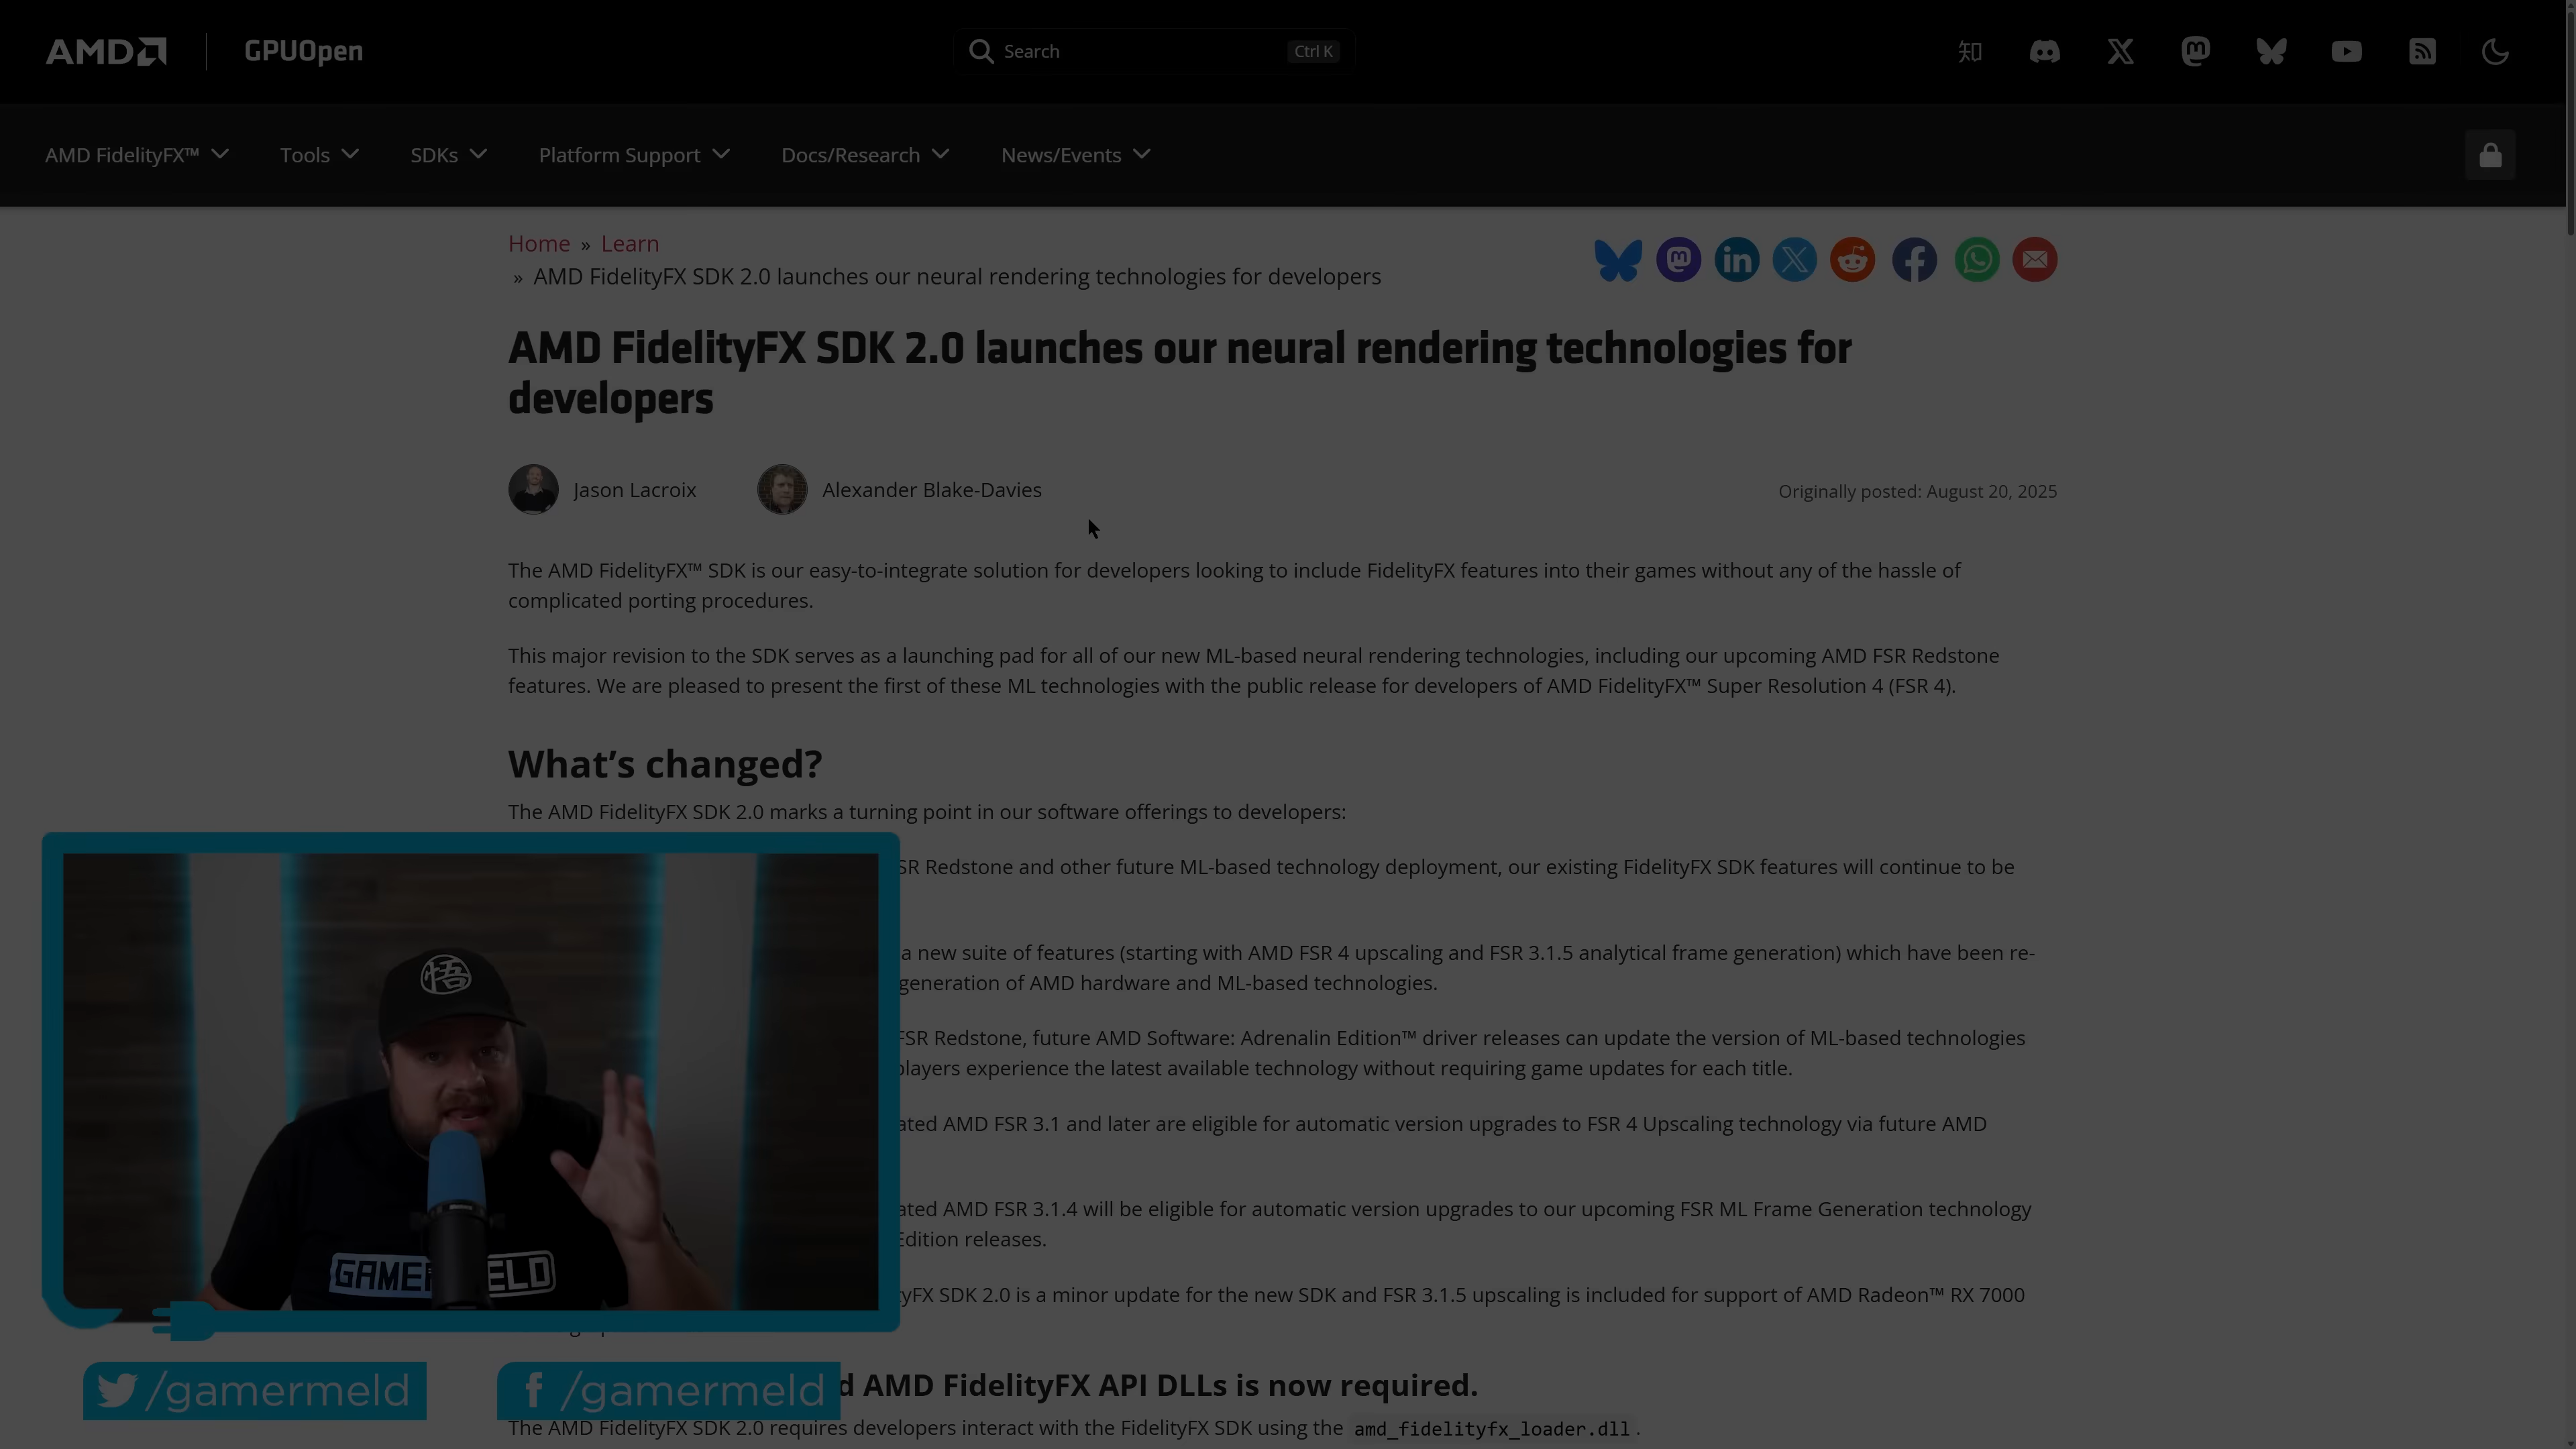 AMD
GPUOpen
Search
Ctrl K
知
AMD FidelityFX™
Tools
SDKs
Platform Support
Docs/Research
News/Events
Home » Learn
» AMD FidelityFX SDK 2.0 launches our neural rendering technologies for developers
AMD FidelityFX SDK 2.0 launches our neural rendering technologies for
developers
Jason Lacroix
Alexander Blake-Davies
Originally posted: August 20, 2025
The AMD FidelityFX™ SDK is our easy-to-integrate solution for developers looking to include FidelityFX features into their games without any of the hassle of
complicated porting procedures.
This major revision to the SDK serves as a launching pad for all of our new ML-based neural rendering technologies, including our upcoming AMD FSR Redstone
features. We are pleased to present the first of these ML technologies with the public release for developers of AMD FidelityFX™ Super Resolution 4 (FSR 4).
What's changed?
The AMD FidelityFX SDK 2.0 marks a turning point in our software offerings to developers:
SR Redstone and other future ML-based technology deployment, our existing FidelityFX SDK features will continue to be
a new suite of features (starting with AMD FSR 4 upscaling and FSR 3.1.5 analytical frame generation) which have been re-
generation of AMD hardware and ML-based technologies.
FSR Redstone, future AMD Software: Adrenalin Edition™ driver releases can update the version of ML-based technologies
players experience the latest available technology without requiring game updates for each title.
ated AMD FSR 3.1 and later are eligible for automatic version upgrades to FSR 4 Upscaling technology via future AMD
ated AMD FSR 3.1.4 will be eligible for automatic version upgrades to our upcoming FSR ML Frame Generation technology
Edition releases.
yFX SDK 2.0 is a minor update for the new SDK and FSR 3.1.5 upscaling is included for support of AMD Radeon™ RX 7000
悟
GAMER ELD
/gamermeld
/gamermeld
d AMD FidelityFX API DLLs is now required.
The AMD FidelityFX SDK 2.0 requires developers interact with the FidelityFX SDK using the amd_fidelityfx_loader.dll.